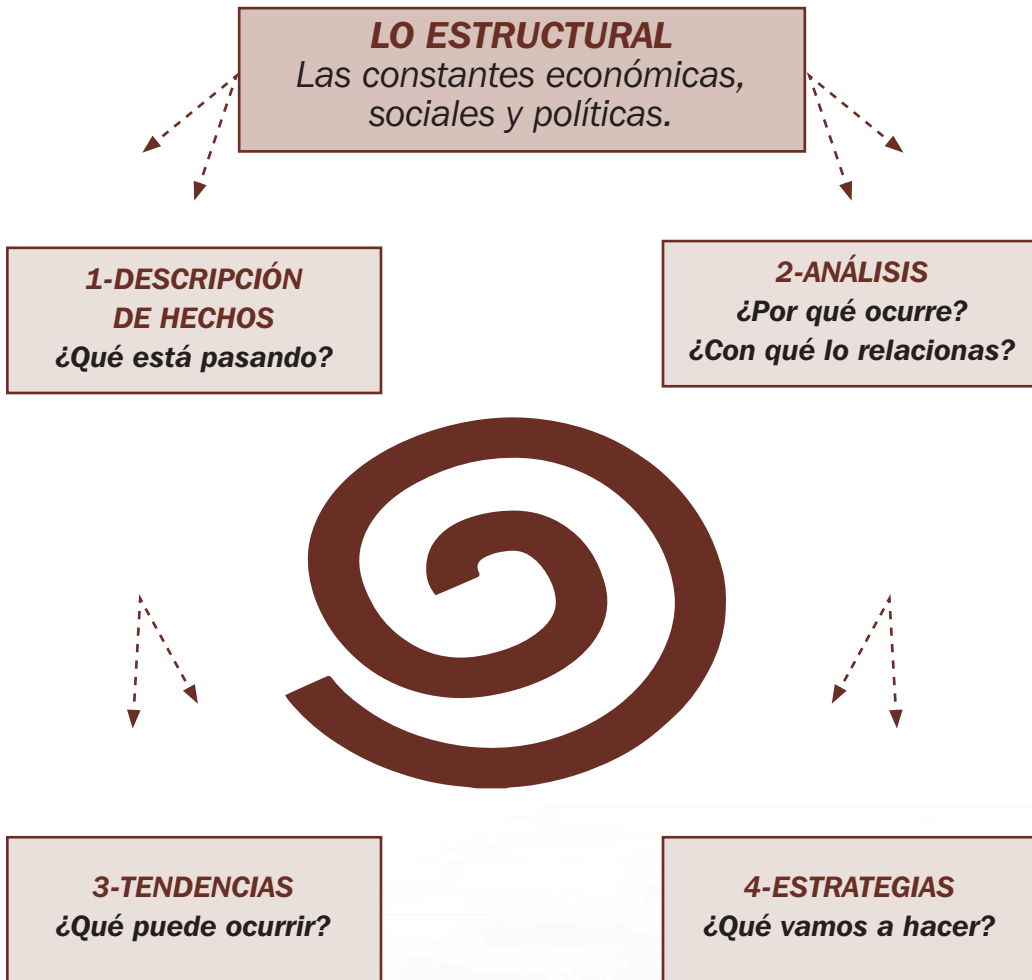 LO ESTRUCTURAL
Las constantes económicas,
sociales y políticas.
1-DESCRIPCIÓN
DE HECHOS
¿Qué está pasando?
2-ANÁLISIS
¿Por qué ocurre?
¿Con qué lo relacionas?
3-TENDENCIAS
¿Qué puede ocurrir?
4-ESTRATEGIAS
¿Qué vamos a hacer?